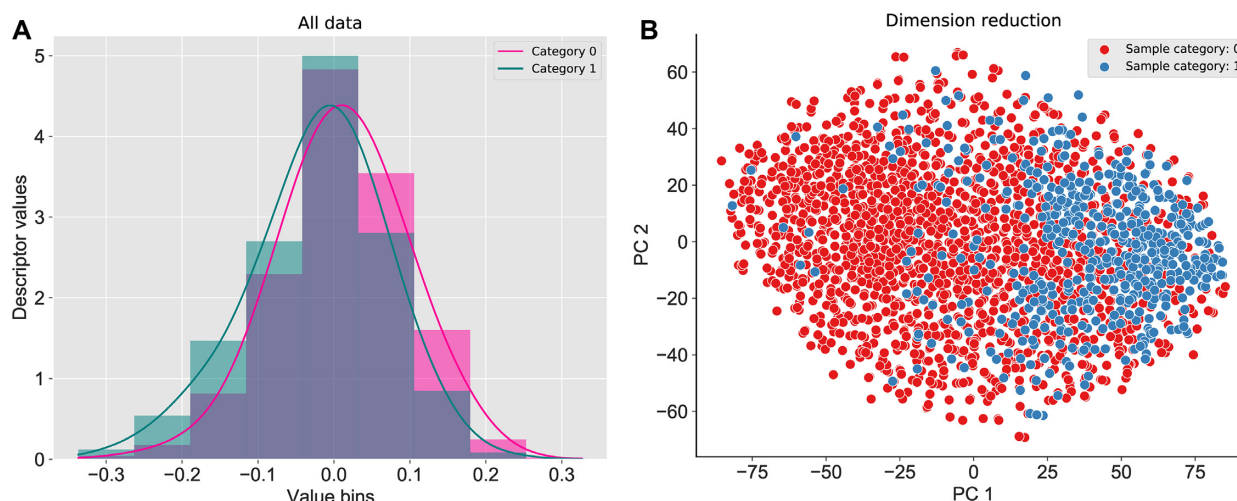 A
All data
Category 0
Category 1
Descriptor values
5
4
3
2
1
0
−0.3
−0.2
−0.1
0.0
0.1
0.2
0.3
Value bins
B
Dimension reduction
Sample category: 0
Sample category: 1
PC 2
60
40
20
0
−20
−40
−60
−75
−50
−25
0
25
50
75
PC 1